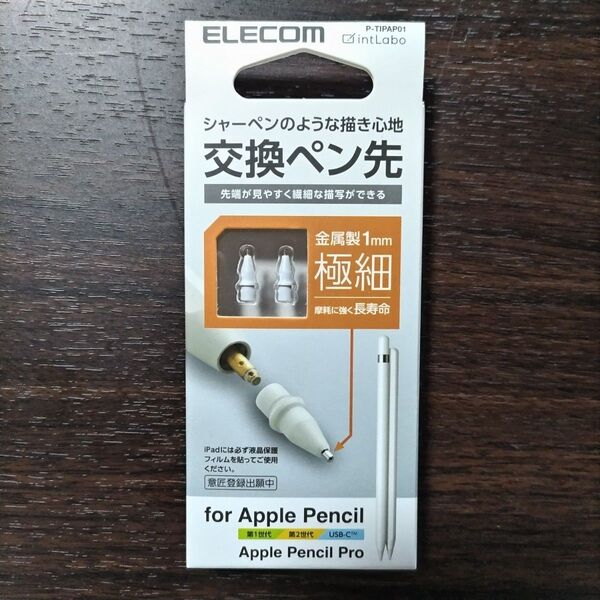 P-TIPAP01
ELECOM
intLabo
シャーペンのような描き心地
交換ペン先
先端が見やすく繊細な描写ができる
金属製1mm
極細
摩耗に強く長寿命
iPadには必ず液晶保護
フィルムを貼ってご使用
ください。
意匠登録出願中
for Apple Pencil
第1世代 第2世代 USB-C™
Apple Pencil Pro